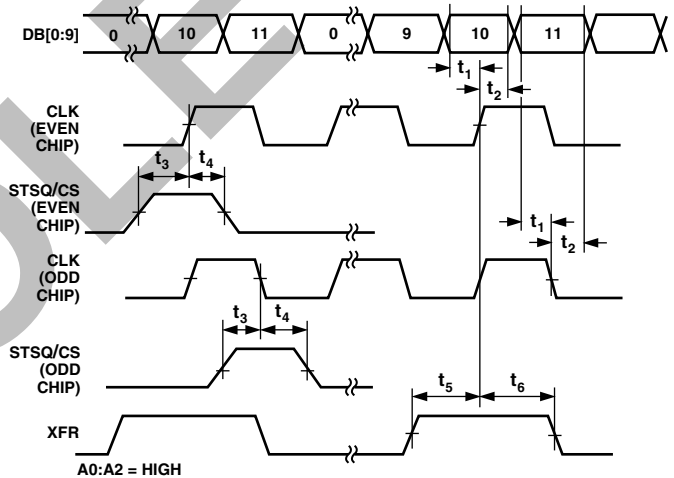 DB[0:9] 0 10 11 0 9 10 11
t1
t2
CLK
(EVEN
CHIP)
t3 t4
STSQ/CS
(EVEN
CHIP)
t1
t2
CLK
(ODD
CHIP)
t3 t4
STSQ/CS
(ODD
CHIP)
t5 t6
XFR
A0:A2 = HIGH